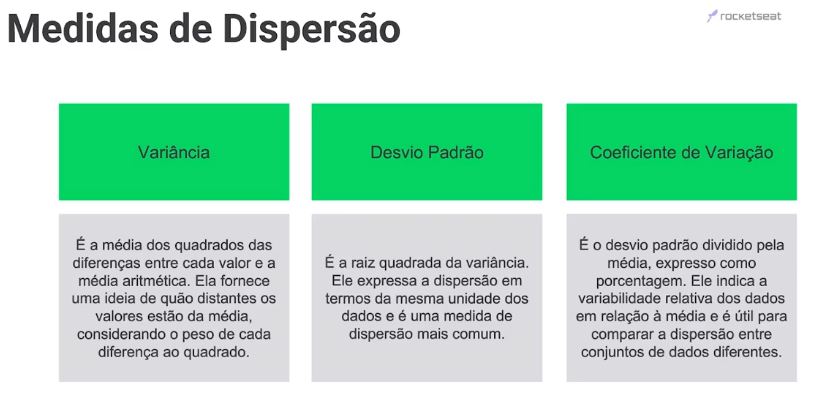 Medidas de Dispersão
rocketseat
Variância
Desvio Padrão
Coeficiente de Variação
É a média dos quadrados das
diferenças entre cada valor e a
média aritmética. Ela fornece
uma ideia de quão distantes os
valores estão da média,
considerando o peso de cada
diferença ao quadrado.
É a raiz quadrada da variância.
Ele expressa a dispersão em
termos da mesma unidade dos
dados e é uma medida de
dispersão mais comum.
É o desvio padrão dividido pela
média, expresso como
porcentagem. Ele indica a
variabilidade relativa dos dados
em relação à média e é útil para
comparar a dispersão entre
conjuntos de dados diferentes.